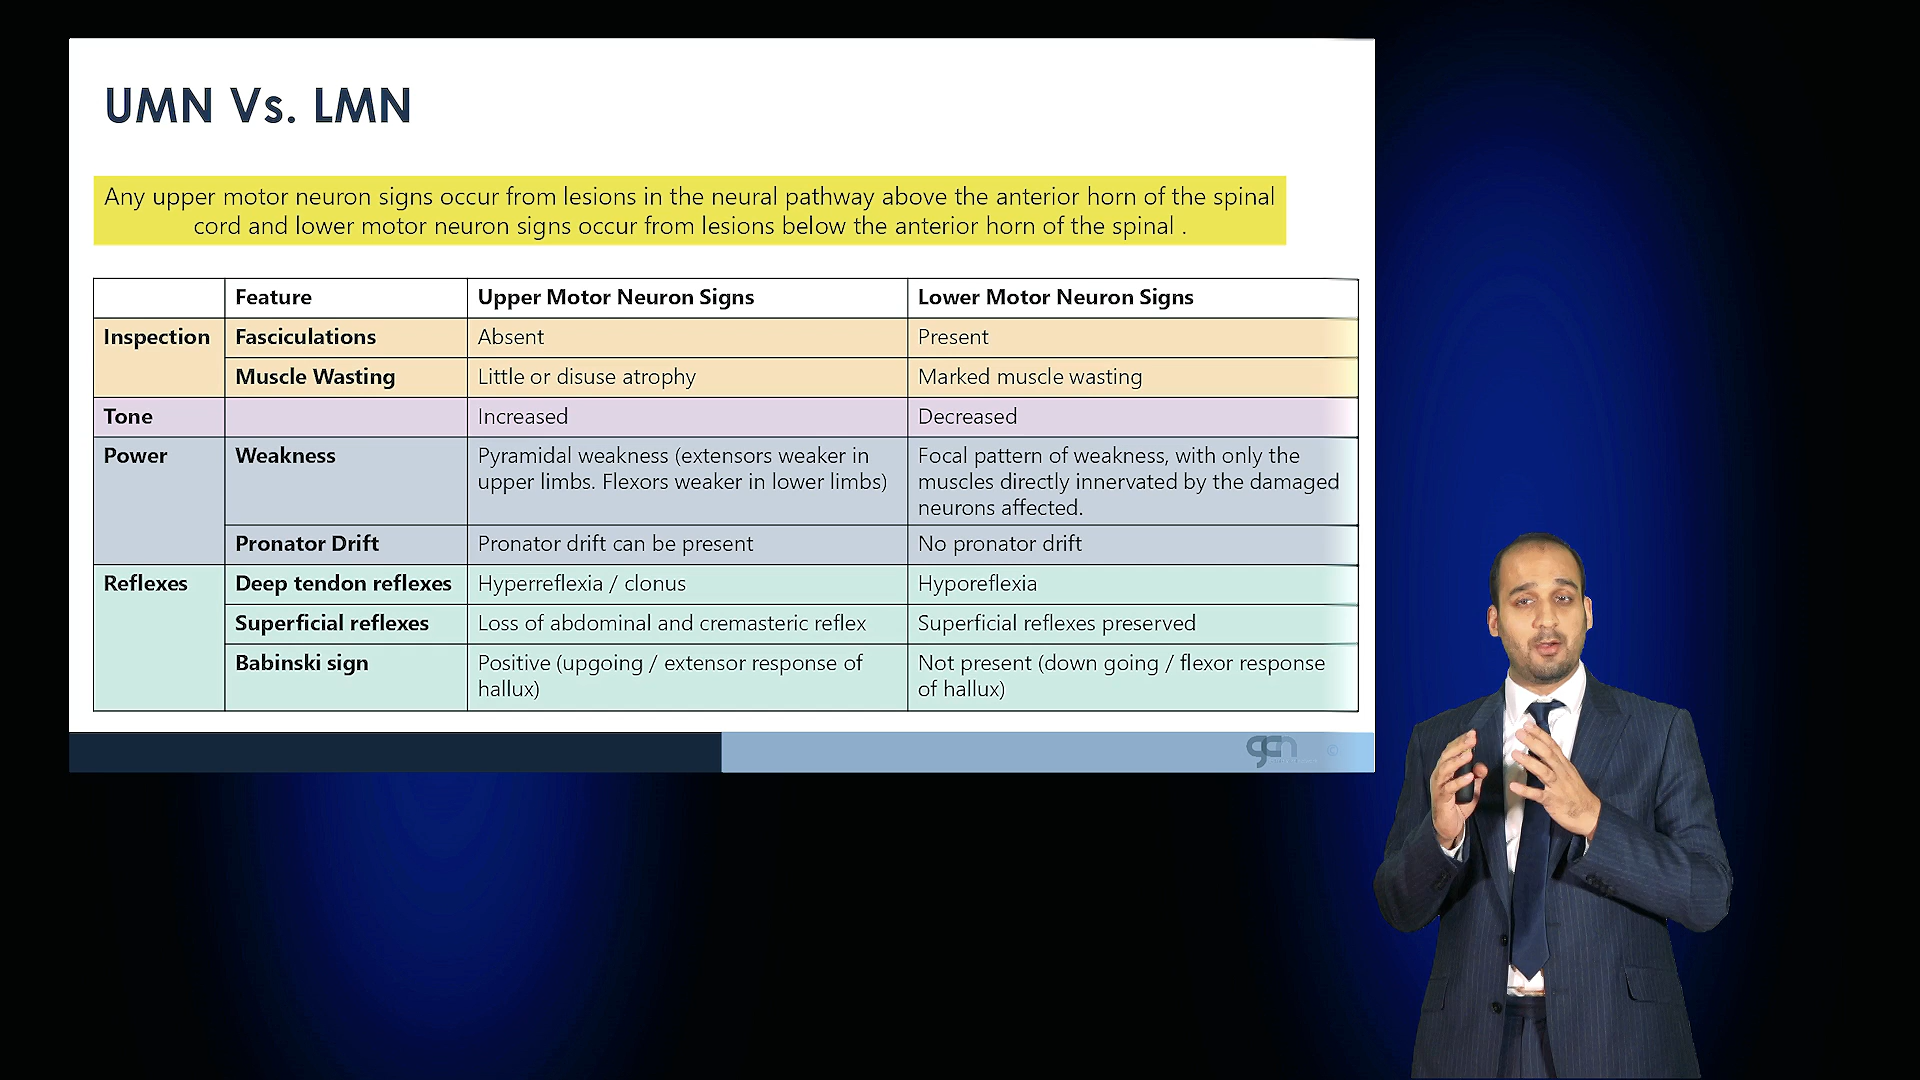 UMN Vs. LMN
Any upper motor neuron signs occur from lesions in the neural pathway above the anterior horn of the spinal
cord and lower motor neuron signs occur from lesions below the anterior horn of the spinal .
Feature Upper Motor Neuron Signs Lower Motor Neuron Signs
Inspection Fasciculations Absent Present
Muscle Wasting Little or disuse atrophy Marked muscle wasting
Tone Increased Decreased
Power Weakness Pyramidal weakness (extensors weaker in
upper limbs. Flexors weaker in lower limbs)
Focal pattern of weakness, with only the
muscles directly innervated by the damaged
neurons affected.
Pronator Drift Pronator drift can be present No pronator drift
Reflexes Deep tendon reflexes Hyperreflexia / clonus Hyporeflexia
Superficial reflexes Loss of abdominal and cremasteric reflex Superficial reflexes preserved
Babinski sign Positive (upgoing / extensor response of
hallux)
Not present (down going / flexor response
of hallux)
gcn